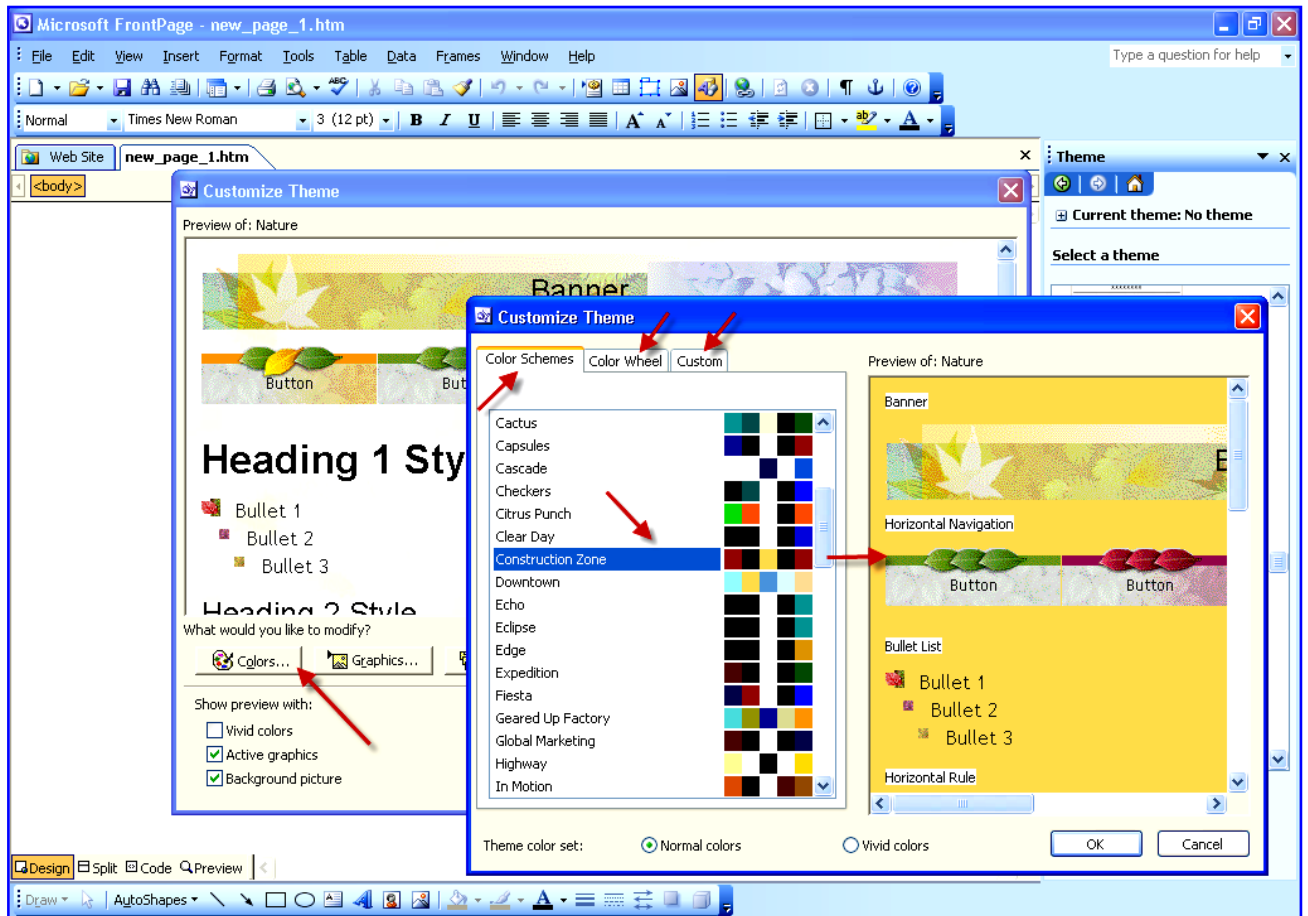 Microsoft FrontPage - new_page_1.htm
File Edit View Insert Format Tools Table Data Frames Window Help
Type a question for help
Normal Times New Roman 3 (12 pt) B I U A A ab A
Web Site new_page_1.htm
Theme
<body>
Customize Theme
Current theme: No theme
Preview of: Nature
Select a theme
Banner
Button
But
Heading 1 Sty
Bullet 1
Bullet 2
Bullet 3
Heading 2 Style
What would you like to modify?
Colors... Graphics...
Show preview with:
Vivid colors
Active graphics
Background picture
Customize Theme
Color Schemes Color Wheel Custom
Cactus
Capsules
Cascade
Checkers
Citrus Punch
Clear Day
Construction Zone
Downtown
Echo
Eclipse
Edge
Expedition
Fiesta
Geared Up Factory
Global Marketing
Highway
In Motion
Preview of: Nature
Banner
Horizontal Navigation
Button Button
Bullet List
Bullet 1
Bullet 2
Bullet 3
Horizontal Rule
Theme color set: Normal colors Vivid colors OK Cancel
Design Split Code Preview
Draw AutoShapes A